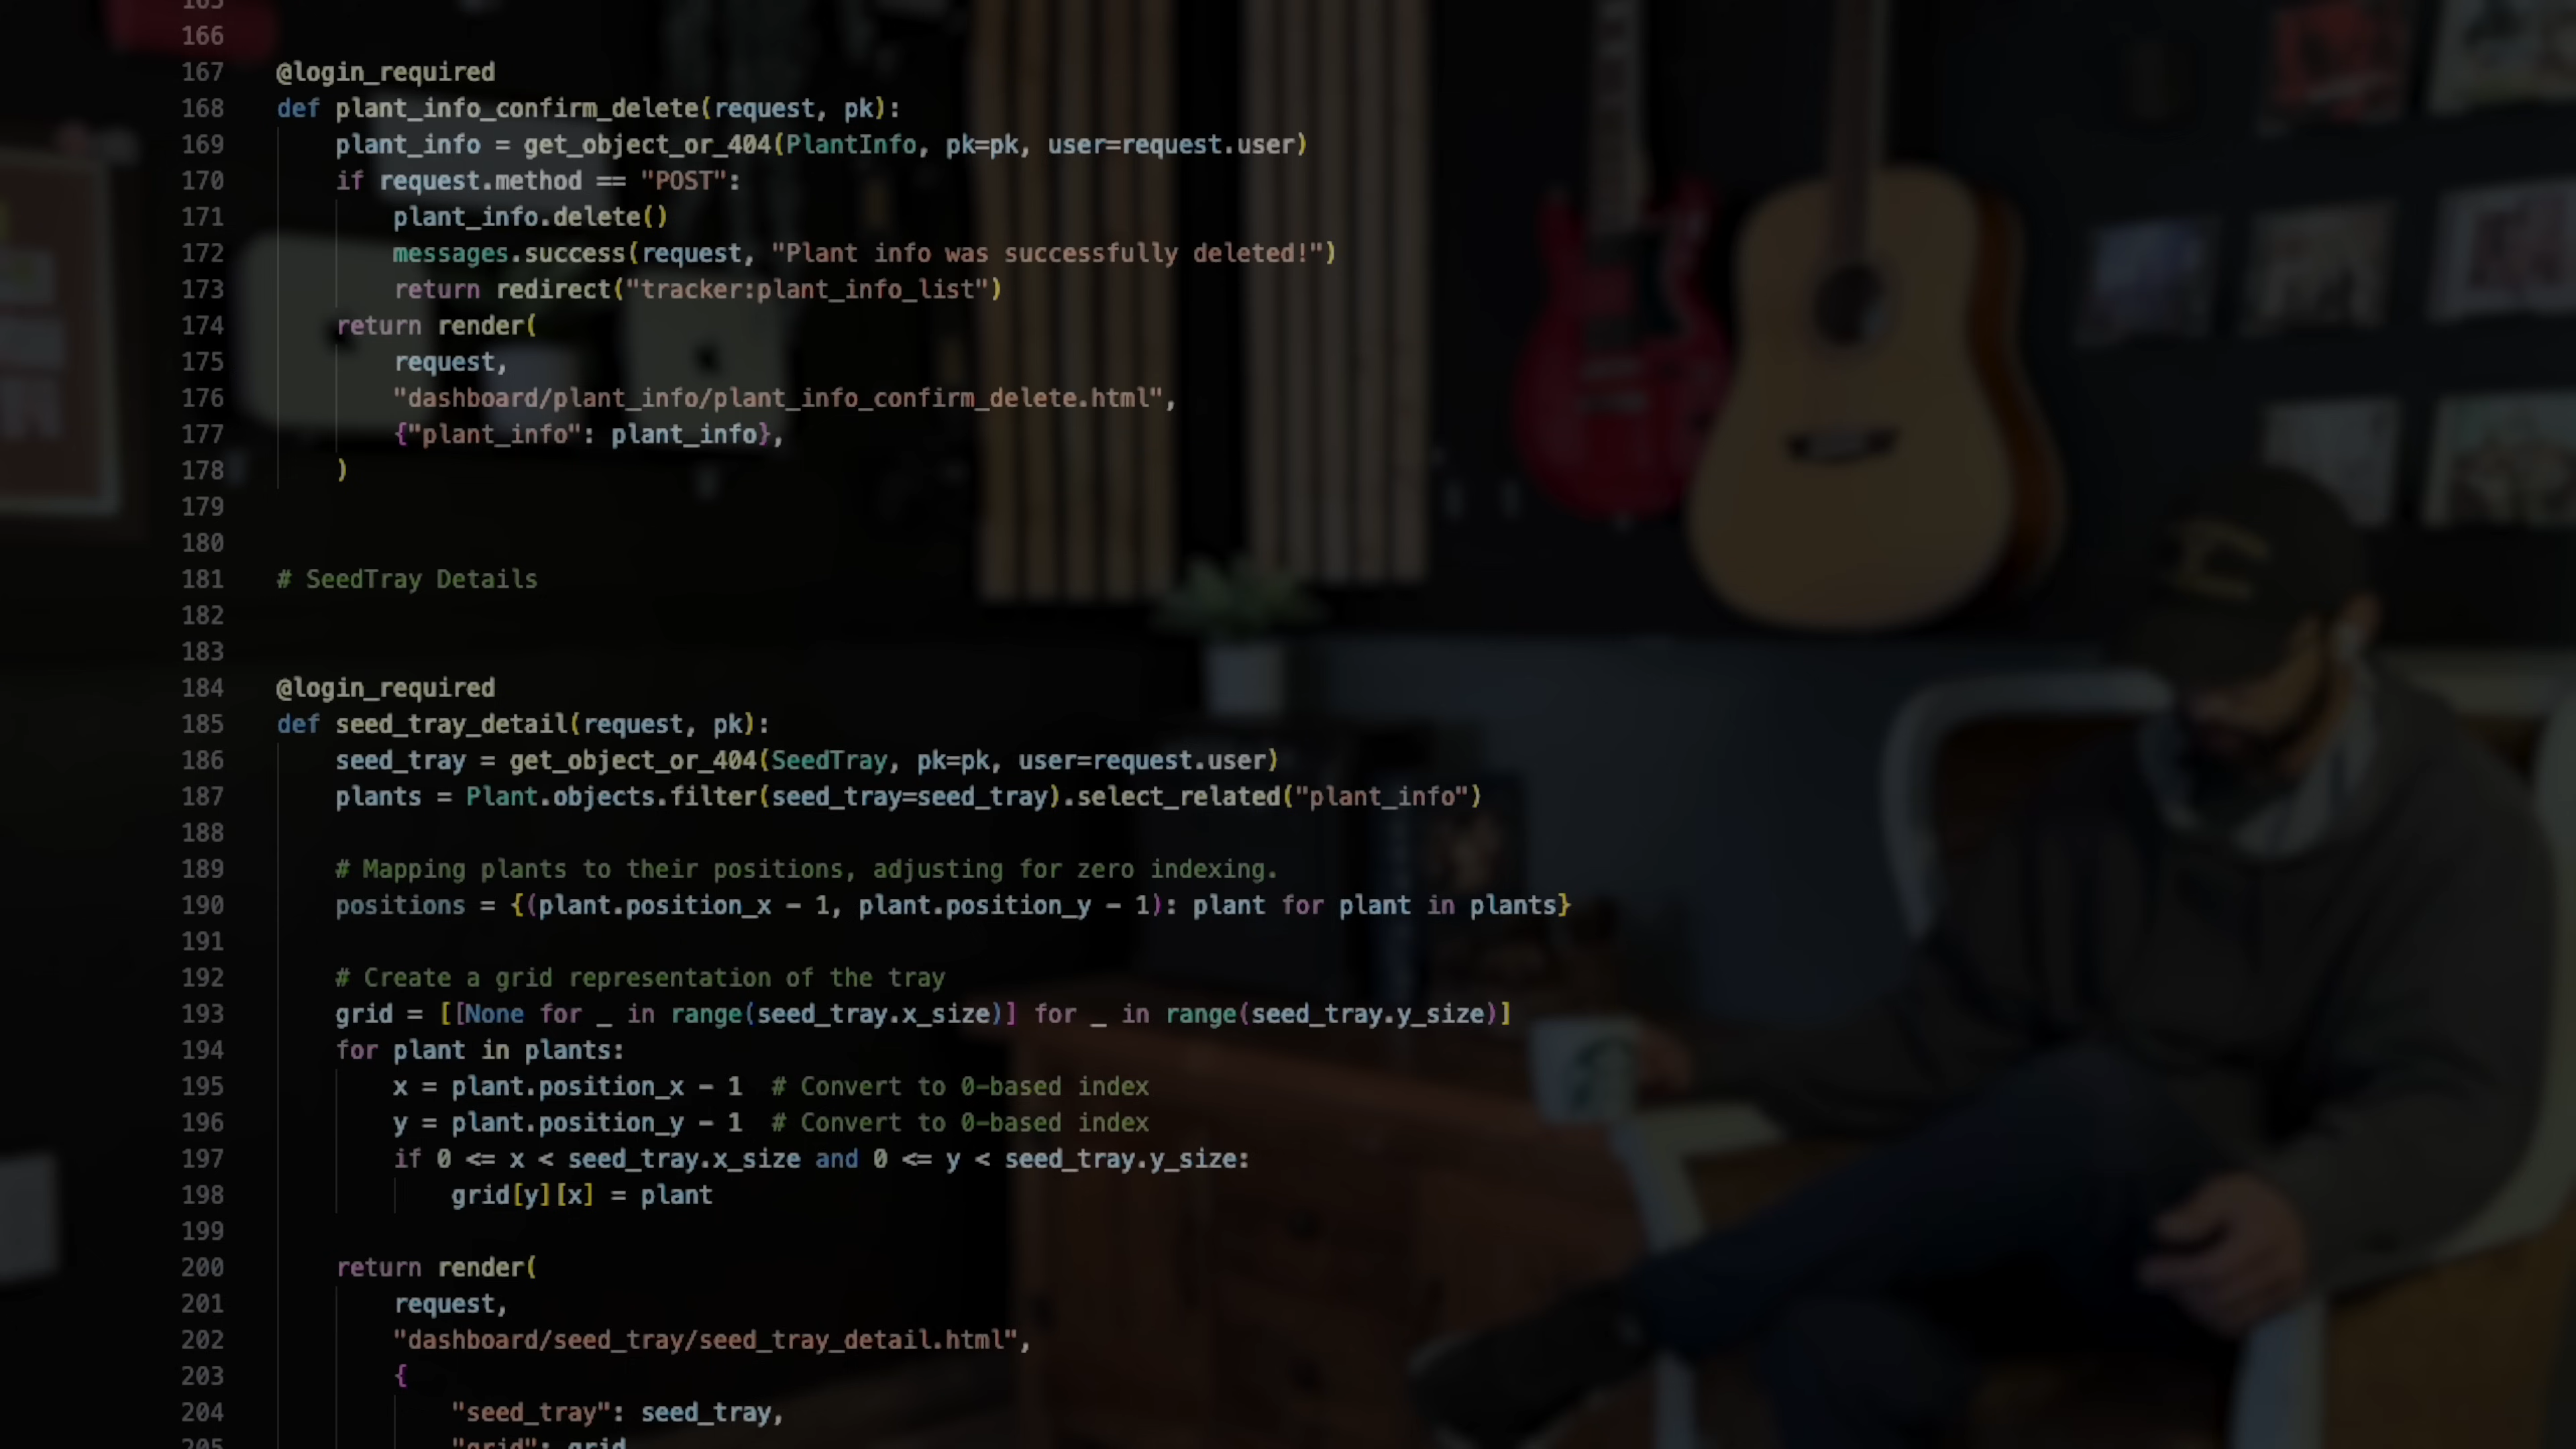 165
166
167 @login_required
168 def plant_info_confirm_delete(request, pk):
169 plant_info = get_object_or_404(PlantInfo, pk=pk, user=request.user)
170 if request.method == "POST":
171 plant_info.delete()
172 messages.success(request, "Plant info was successfully deleted!")
173 return redirect("tracker:plant_info_list")
174 return render(
175 request,
176 "dashboard/plant_info/plant_info_confirm_delete.html",
177 {"plant_info": plant_info},
178 )
179
180
181 # SeedTray Details
182
183
184 @login_required
185 def seed_tray_detail(request, pk):
186 seed_tray = get_object_or_404(SeedTray, pk=pk, user=request.user)
187 plants = Plant.objects.filter(seed_tray=seed_tray).select_related("plant_info")
188
189 # Mapping plants to their positions, adjusting for zero indexing.
190 positions = {(plant.position_x - 1, plant.position_y - 1): plant for plant in plants}
191
192 # Create a grid representation of the tray
193 grid = [[None for _ in range(seed_tray.x_size)] for _ in range(seed_tray.y_size)]
194 for plant in plants:
195 x = plant.position_x - 1 # Convert to 0-based index
196 y = plant.position_y - 1 # Convert to 0-based index
197 if 0 <= x < seed_tray.x_size and 0 <= y < seed_tray.y_size:
198 grid[y][x] = plant
199
200 return render(
201 request,
202 "dashboard/seed_tray/seed_tray_detail.html",
203 {
204 "seed_tray": seed_tray,
205 "grid": grid